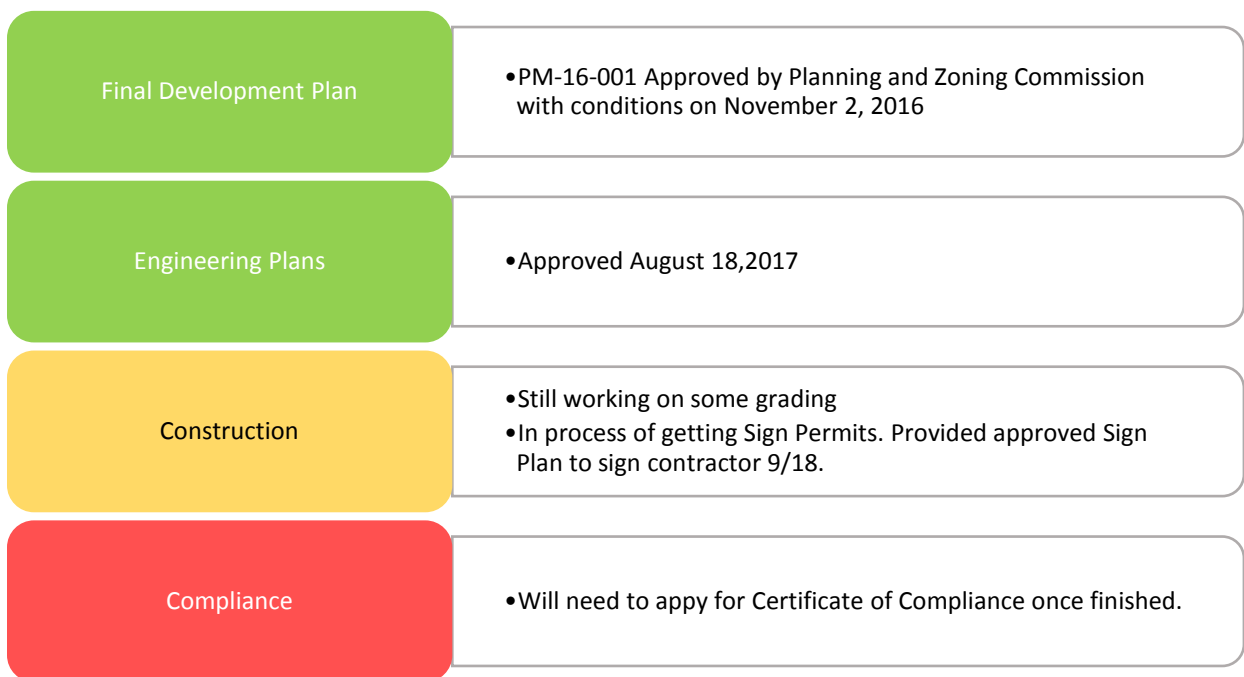 Final Development Plan
•PM-16-001 Approved by Planning and Zoning Commission
with conditions on November 2, 2016
Engineering Plans
•Approved August 18,2017
Construction
•Still working on some grading
•In process of getting Sign Permits. Provided approved Sign
Plan to sign contractor 9/18.
Compliance
•Will need to appy for Certificate of Compliance once finished.